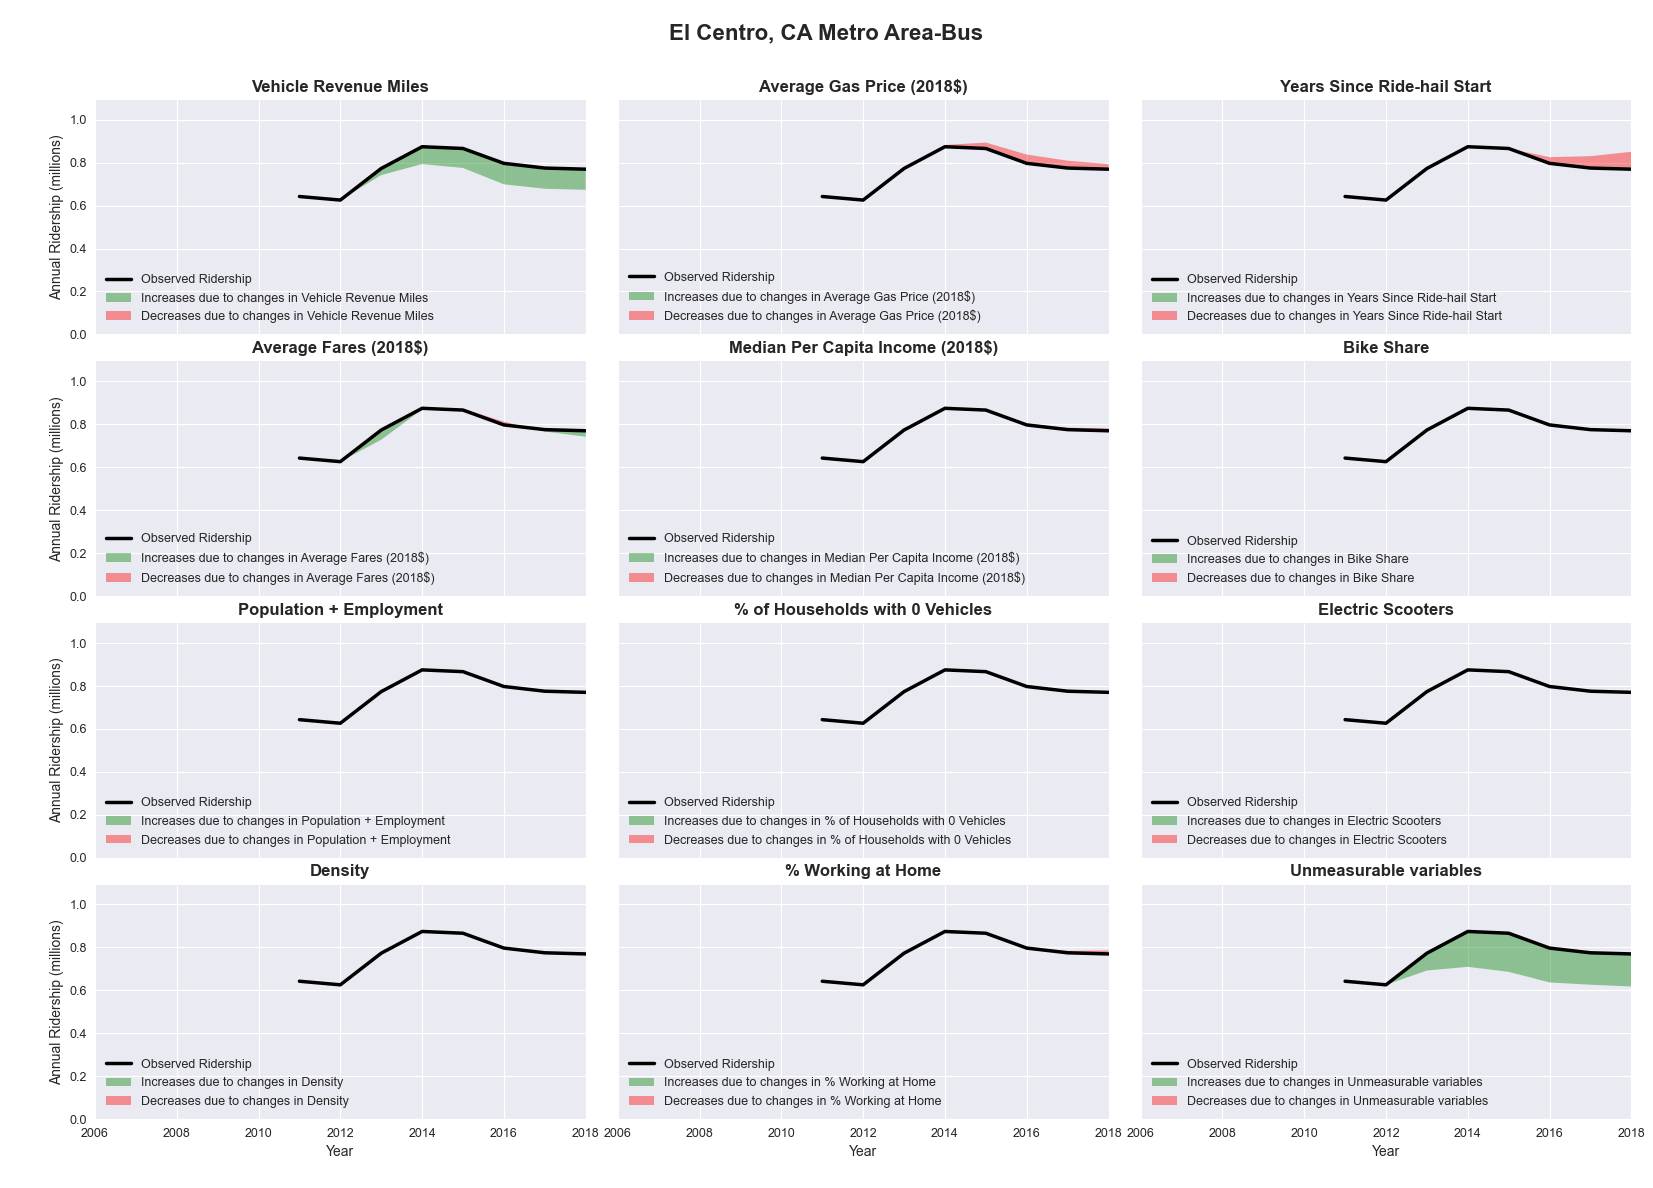 El Centro, CA Metro Area-Bus
Vehicle Revenue Miles
Average Gas Price (2018$)
Years Since Ride-hail Start
Annual Ridership (millions)
1.0
0.8
0.6
0.4
0.2
0.0
Observed Ridership
Increases due to changes in Vehicle Revenue Miles
Decreases due to changes in Vehicle Revenue Miles
Observed Ridership
Increases due to changes in Average Gas Price (2018$)
Decreases due to changes in Average Gas Price (2018$)
Observed Ridership
Increases due to changes in Years Since Ride-hail Start
Decreases due to changes in Years Since Ride-hail Start
Average Fares (2018$)
Median Per Capita Income (2018$)
Bike Share
Annual Ridership (millions)
1.0
0.8
0.6
0.4
0.2
0.0
Observed Ridership
Increases due to changes in Average Fares (2018$)
Decreases due to changes in Average Fares (2018$)
Observed Ridership
Increases due to changes in Median Per Capita Income (2018$)
Decreases due to changes in Median Per Capita Income (2018$)
Observed Ridership
Increases due to changes in Bike Share
Decreases due to changes in Bike Share
Population + Employment
% of Households with 0 Vehicles
Electric Scooters
Annual Ridership (millions)
1.0
0.8
0.6
0.4
0.2
0.0
Observed Ridership
Increases due to changes in Population + Employment
Decreases due to changes in Population + Employment
Observed Ridership
Increases due to changes in % of Households with 0 Vehicles
Decreases due to changes in % of Households with 0 Vehicles
Observed Ridership
Increases due to changes in Electric Scooters
Decreases due to changes in Electric Scooters
Density
% Working at Home
Unmeasurable variables
Annual Ridership (millions)
1.0
0.8
0.6
0.4
0.2
0.0
Observed Ridership
Increases due to changes in Density
Decreases due to changes in Density
Observed Ridership
Increases due to changes in % Working at Home
Decreases due to changes in % Working at Home
Observed Ridership
Increases due to changes in Unmeasurable variables
Decreases due to changes in Unmeasurable variables
2006 2008 2010 2012 2014 2016 2018
2006 2008 2010 2012 2014 2016 2018
2006 2008 2010 2012 2014 2016 2018
Year
Year
Year